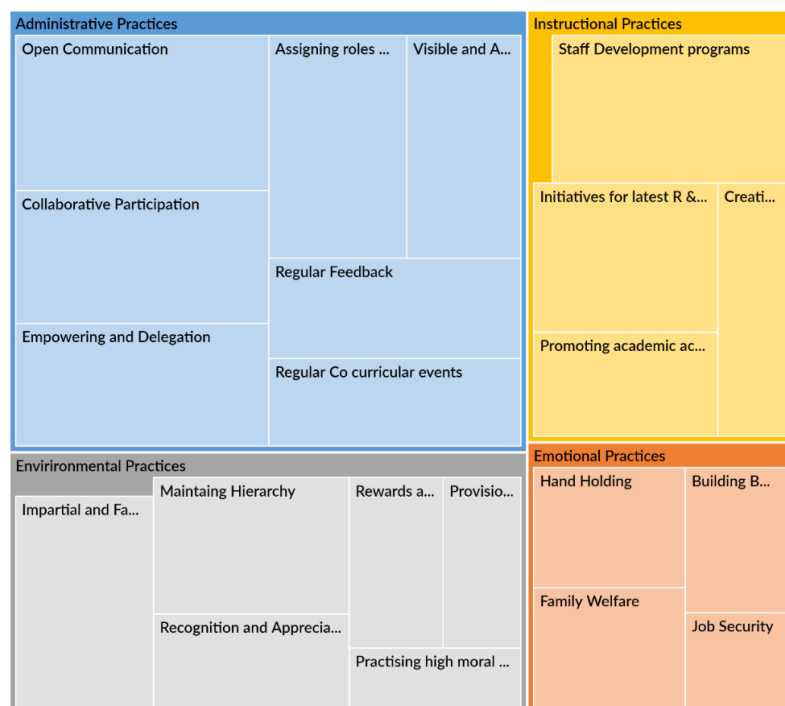 Administrative Practices
Open Communication
Assigning roles ...
Visible and A...
Collaborative Participation
Regular Feedback
Empowering and Delegation
Regular Co curricular events
Instructional Practices
Staff Development programs
Initiatives for latest R &...
Creati...
Promoting academic ac...
Envirironmental Practices
Impartial and Fa...
Maintaing Hierarchy
Rewards a...
Provisio...
Recognition and Apprecia...
Practising high moral ...
Emotional Practices
Hand Holding
Building B...
Family Welfare
Job Security